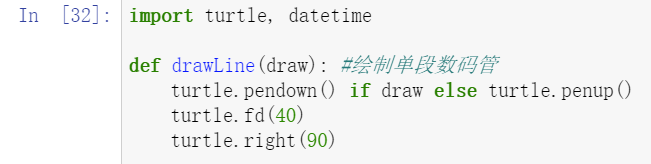 In [32]: import turtle, datetime
def drawLine(draw): #绘制单段数码管
    turtle.pendown() if draw else turtle.penup()
    turtle.fd(40)
    turtle.right(90)